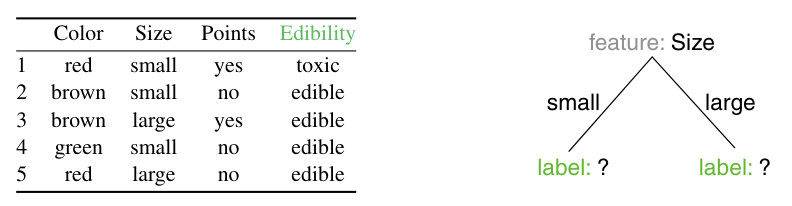 Color Size Points Edibility
1 red small yes toxic
2 brown small no edible
3 brown large yes edible
4 green small no edible
5 red large no edible
feature: Size
small large
label: ? label: ?